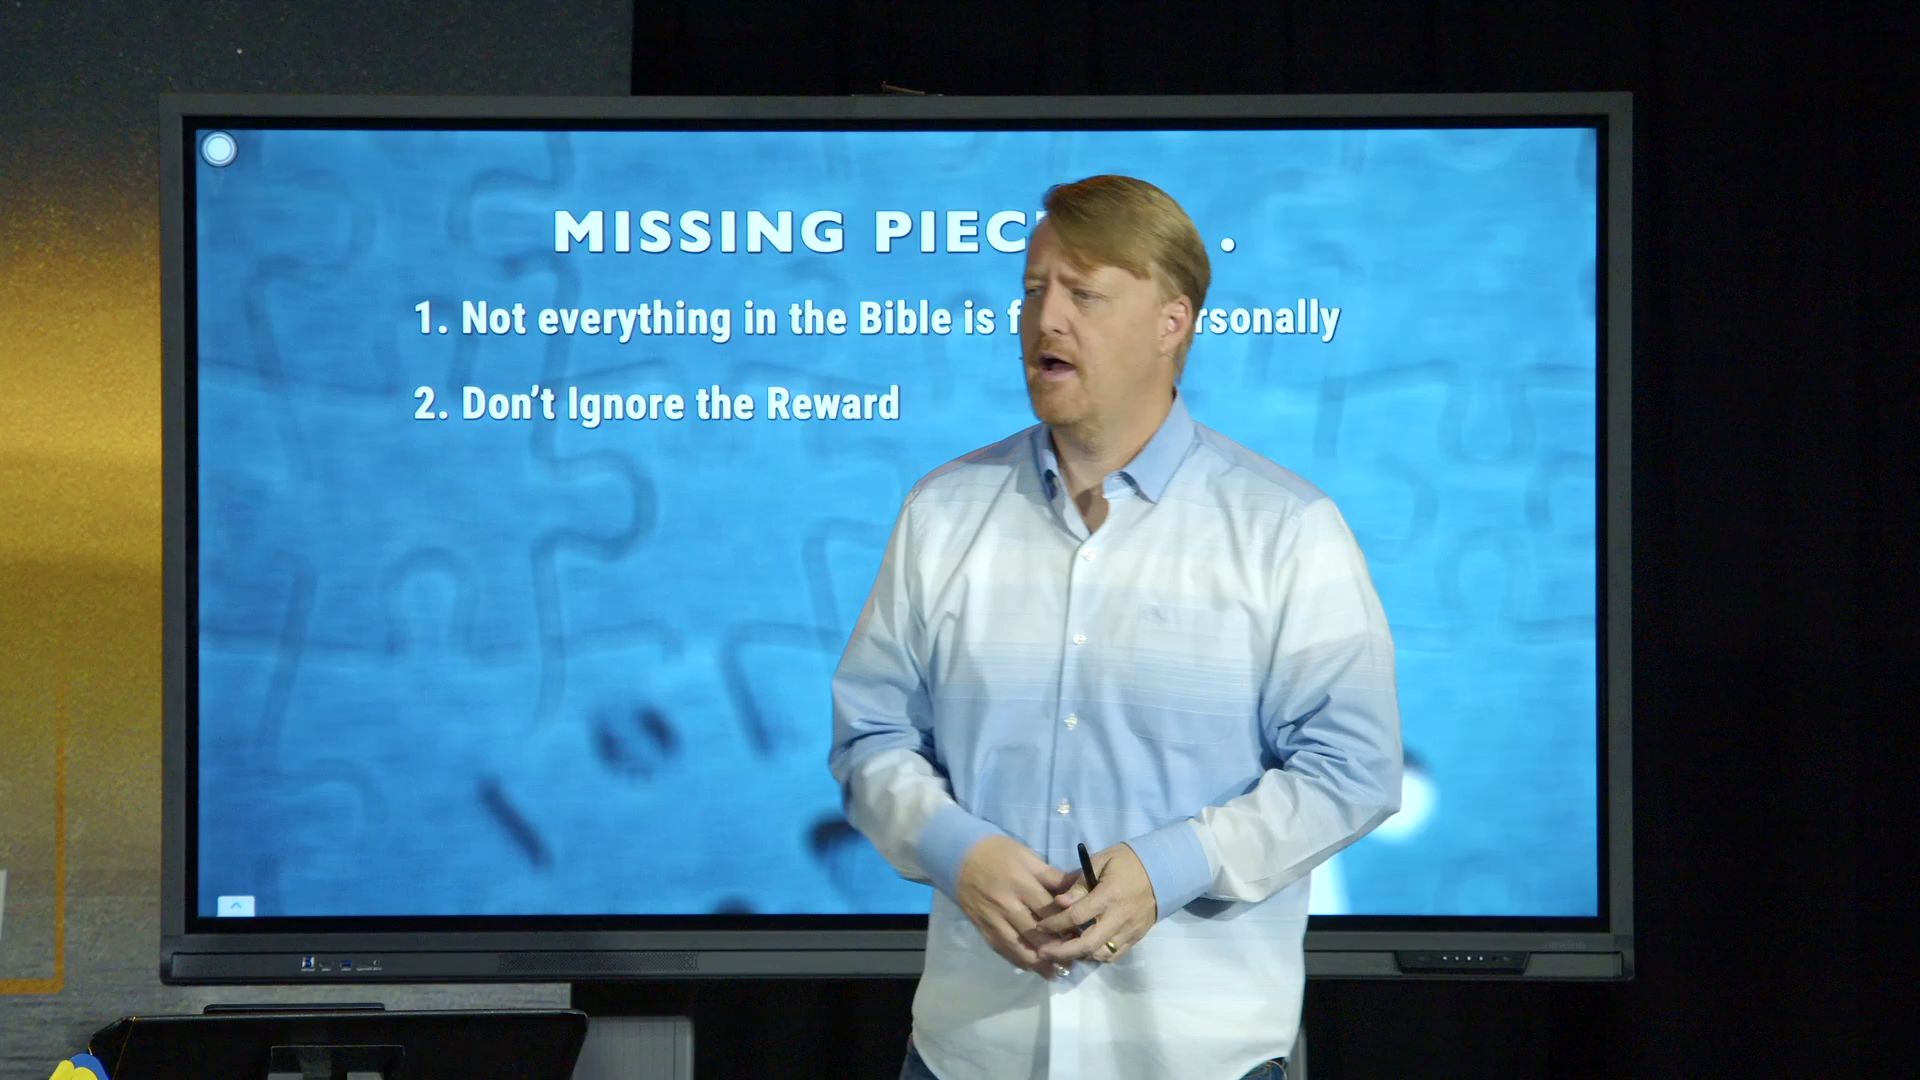 MISSING PIEC .
1. Not everything in the Bible is f rsonally
2. Don't Ignore the Reward